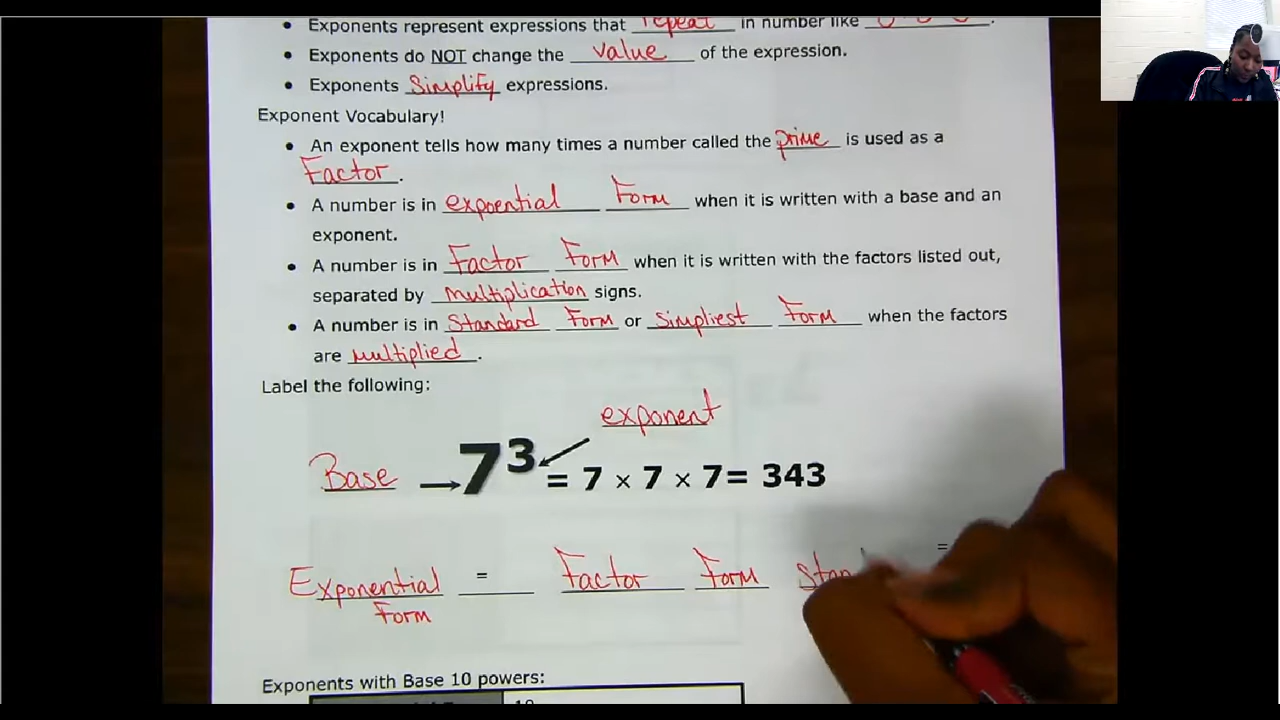 • Exponents represent expressions that repeat in number like
• Exponents do NOT change the value of the expression.
• Exponents Simplify expressions.
Exponent Vocabulary!
• An exponent tells how many times a number called the prime is used as a
Factor.
• A number is in expoential Form when it is written with a base and an
exponent.
• A number is in Factor Form when it is written with the factors listed out,
separated by multiplication signs.
• A number is in Standard Form or simpliest Form when the factors
are multiplied.
Label the following:
exponent
Base → 7³ = 7 × 7 × 7= 343
Exponential = Factor Form Stan =
Form
Exponents with Base 10 powers: